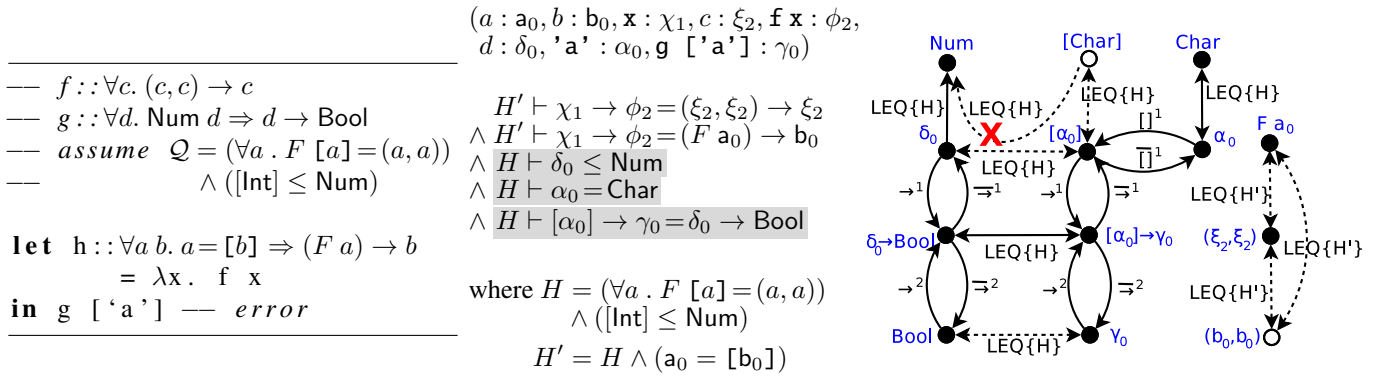 —— f::∀c. (c, c) → c
—— g::∀d. Num d ⇒ d → Bool
—— assume Q = (∀a . F [a]=(a, a))
—— ∧ ([Int] ≤ Num)
let h::∀a b. a=[b] ⇒ (F a) → b
= λx. f x
in g ['a'] —— error
(a : a₀, b : b₀, x : χ₁, c : ξ₂, f x : ϕ₂,
d : δ₀, 'a' : α₀, g ['a'] : γ₀)
H′ ⊢ χ₁ → ϕ₂=(ξ₂, ξ₂) → ξ₂
∧ H′ ⊢ χ₁ → ϕ₂=(F a₀) → b₀
∧ H ⊢ δ₀ ≤ Num
∧ H ⊢ α₀=Char
∧ H ⊢ [α₀] → γ₀=δ₀ → Bool
where H = (∀a . F [a]=(a, a))
∧ ([Int] ≤ Num)
H′ = H ∧ (a₀ = [b₀])
Num [Char] Char
LEQ{H} LEQ{H} LEQ{H} LEQ{H}
X
δ₀ [α₀] []¹ α₀ F a₀
LEQ{H} []¹
→¹ →¹ →¹ →¹ LEQ{H'}
δ₀→Bool [α₀]→γ₀ (ξ₂,ξ₂) LEQ{H'}
LEQ{H}
→² →² →² →² LEQ{H'}
Bool γ₀ (b₀,b₀)
LEQ{H}